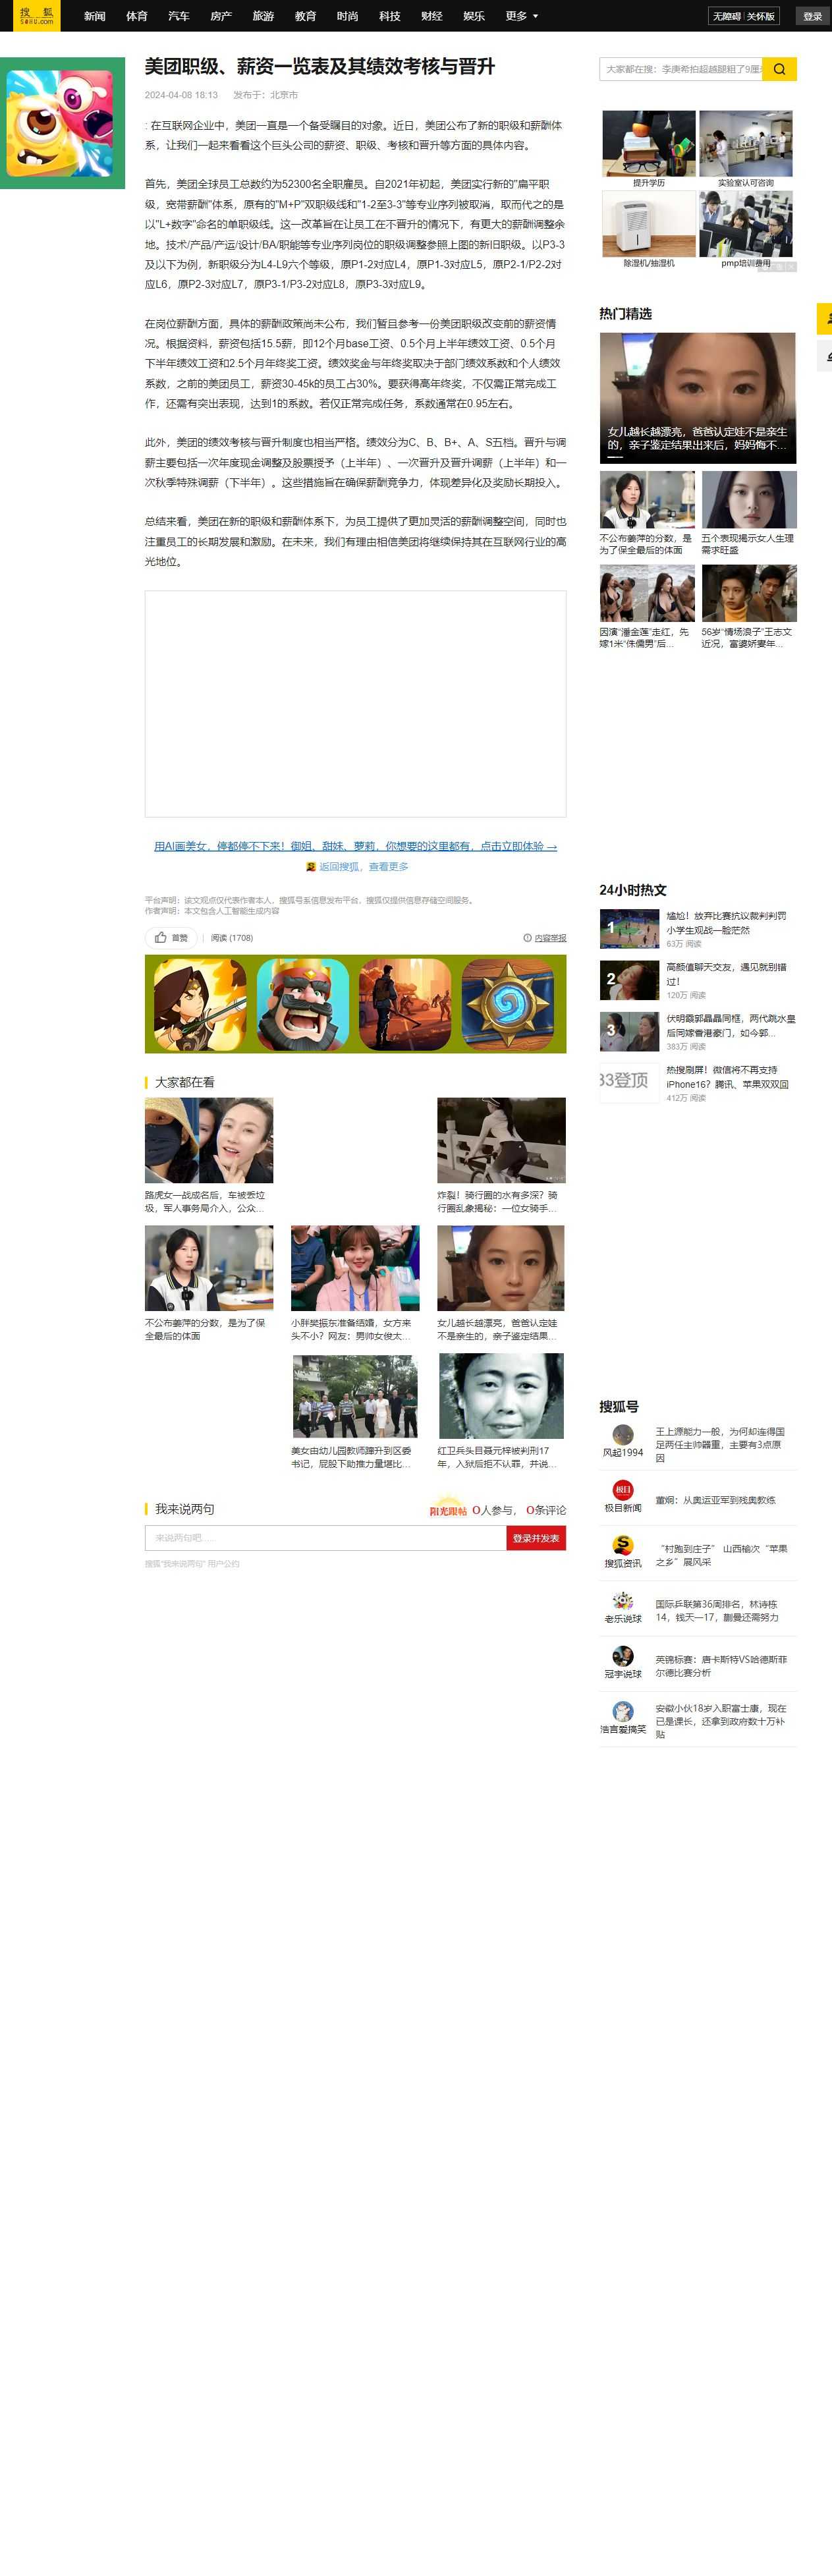 搜 狐
SOHU.com
新闻 体育 汽车 房产 旅游 教育 时尚 科技 财经 娱乐 更多
无障碍 关怀版
登录
美团职级、薪资一览表及其绩效考核与晋升
2024-04-08 18:13 发布于：北京市
: 在互联网企业中，美团一直是一个备受瞩目的对象。近日，美团公布了新的职级和薪酬体
系，让我们一起来看看这个巨头公司的薪资、职级、考核和晋升等方面的具体内容。
首先，美团全球员工总数约为52300名全职雇员。自2021年初起，美团实行新的"扁平职
级，宽带薪酬"体系，原有的"M+P"双职级线和"1-2至3-3"等专业序列被取消，取而代之的是
以"L+数字"命名的单职级线。这一改革旨在让员工在不晋升的情况下，有更大的薪酬调整余
地。技术/产品/产运/设计/BA/职能等专业序列岗位的职级调整参照上图的新旧职级。以P3-3
及以下为例，新职级分为L4-L9六个等级，原P1-2对应L4，原P1-3对应L5，原P2-1/P2-2对
应L6，原P2-3对应L7，原P3-1/P3-2对应L8，原P3-3对应L9。
在岗位薪酬方面，具体的薪酬政策尚未公布，我们暂且参考一份美团职级改变前的薪资情
况。根据资料，薪资包括15.5薪，即12个月base工资、0.5个月上半年绩效工资、0.5个月
下半年绩效工资和2.5个月年终奖工资。绩效奖金与年终奖取决于部门绩效系数和个人绩效
系数，之前的美团员工，薪资30-45k的员工占30%。要获得高年终奖，不仅需正常完成工
作，还需有突出表现，达到1的系数。若仅正常完成任务，系数通常在0.95左右。
此外，美团的绩效考核与晋升制度也相当严格。绩效分为C、B、B+、A、S五档。晋升与调
薪主要包括一次年度现金调整及股票授予（上半年）、一次晋升及晋升调薪（上半年）和一
次秋季特殊调薪（下半年）。这些措施旨在确保薪酬竞争力，体现差异化及奖励长期投入。
总结来看，美团在新的职级和薪酬体系下，为员工提供了更加灵活的薪酬调整空间，同时也
注重员工的长期发展和激励。在未来，我们有理由相信美团将继续保持其在互联网行业的高
光地位。
用AI画美女，停都停不下来！御姐、甜妹、萝莉，你想要的这里都有，点击立即体验 →
返回搜狐，查看更多
平台声明：该文观点仅代表作者本人，搜狐号系信息发布平台，搜狐仅提供信息存储空间服务。
作者声明：本文包含人工智能生成内容
首赞 阅读 (1708)
内容举报
大家都在看
路虎女一战成名后，车被丢垃
圾，军人事务局介入，公众...
炸裂！骑行圈的水有多深？骑
行圈乱象揭秘：一位女骑手...
不公布姜萍的分数，是为了保
全最后的体面
小胖樊振东准备结婚，女方来
头不小？网友：男帅女俊太...
女儿越长越漂亮，爸爸认定娃
不是亲生的，亲子鉴定结果...
美女由幼儿园教师蹿升到区委
书记，屁股下助推力量堪比...
红卫兵头目聂元梓被判刑17
年，入狱后拒不认罪，并说...
我来说两句
阳光跟帖 0人参与， 0条评论
来说两句吧......
登录并发表
搜狐"我来说两句" 用户公约
大家都在搜：李庚希拍超越腿粗了9厘
提升学历
实验室认可咨询
除湿机/抽湿机
pmp培训费用
热门精选
女儿越长越漂亮，爸爸认定娃不是亲生
的，亲子鉴定结果出来后，妈妈悔不...
不公布姜萍的分数，是
为了保全最后的体面
五个表现揭示女人生理
需求旺盛
因演"潘金莲"走红，先
嫁1米"侏儒男"后...
56岁"情场浪子"王志文
近况，富婆娇妻年...
24小时热文
1
尴尬！放弃比赛抗议裁判判罚
小学生观战一脸茫然
63万 阅读
2
高颜值聊天交友，遇见就别错
过！
120万 阅读
3
伏明霞郭晶晶同框，两代跳水皇
后同嫁香港豪门，如今郭...
383万 阅读
33登顶
热搜刷屏！微信将不再支持
iPhone16？腾讯、苹果双双回
412万 阅读
搜狐号
风起1994
王上源能力一般，为何却连得国
足两任主帅器重，主要有3点原
因
极目
极目新闻
董炯：从奥运亚军到残奥教练
搜狐资讯
“村跑到庄子” 山西榆次“苹果
之乡”展风采
老乐说球
国际乒联第36周排名，林诗栋
14，钱天一17，蒯曼还需努力
冠宇说球
英锦标赛：唐卡斯特VS哈德斯菲
尔德比赛分析
浩言爱搞笑
安徽小伙18岁入职富士康，现在
已是课长，还拿到政府数十万补
贴